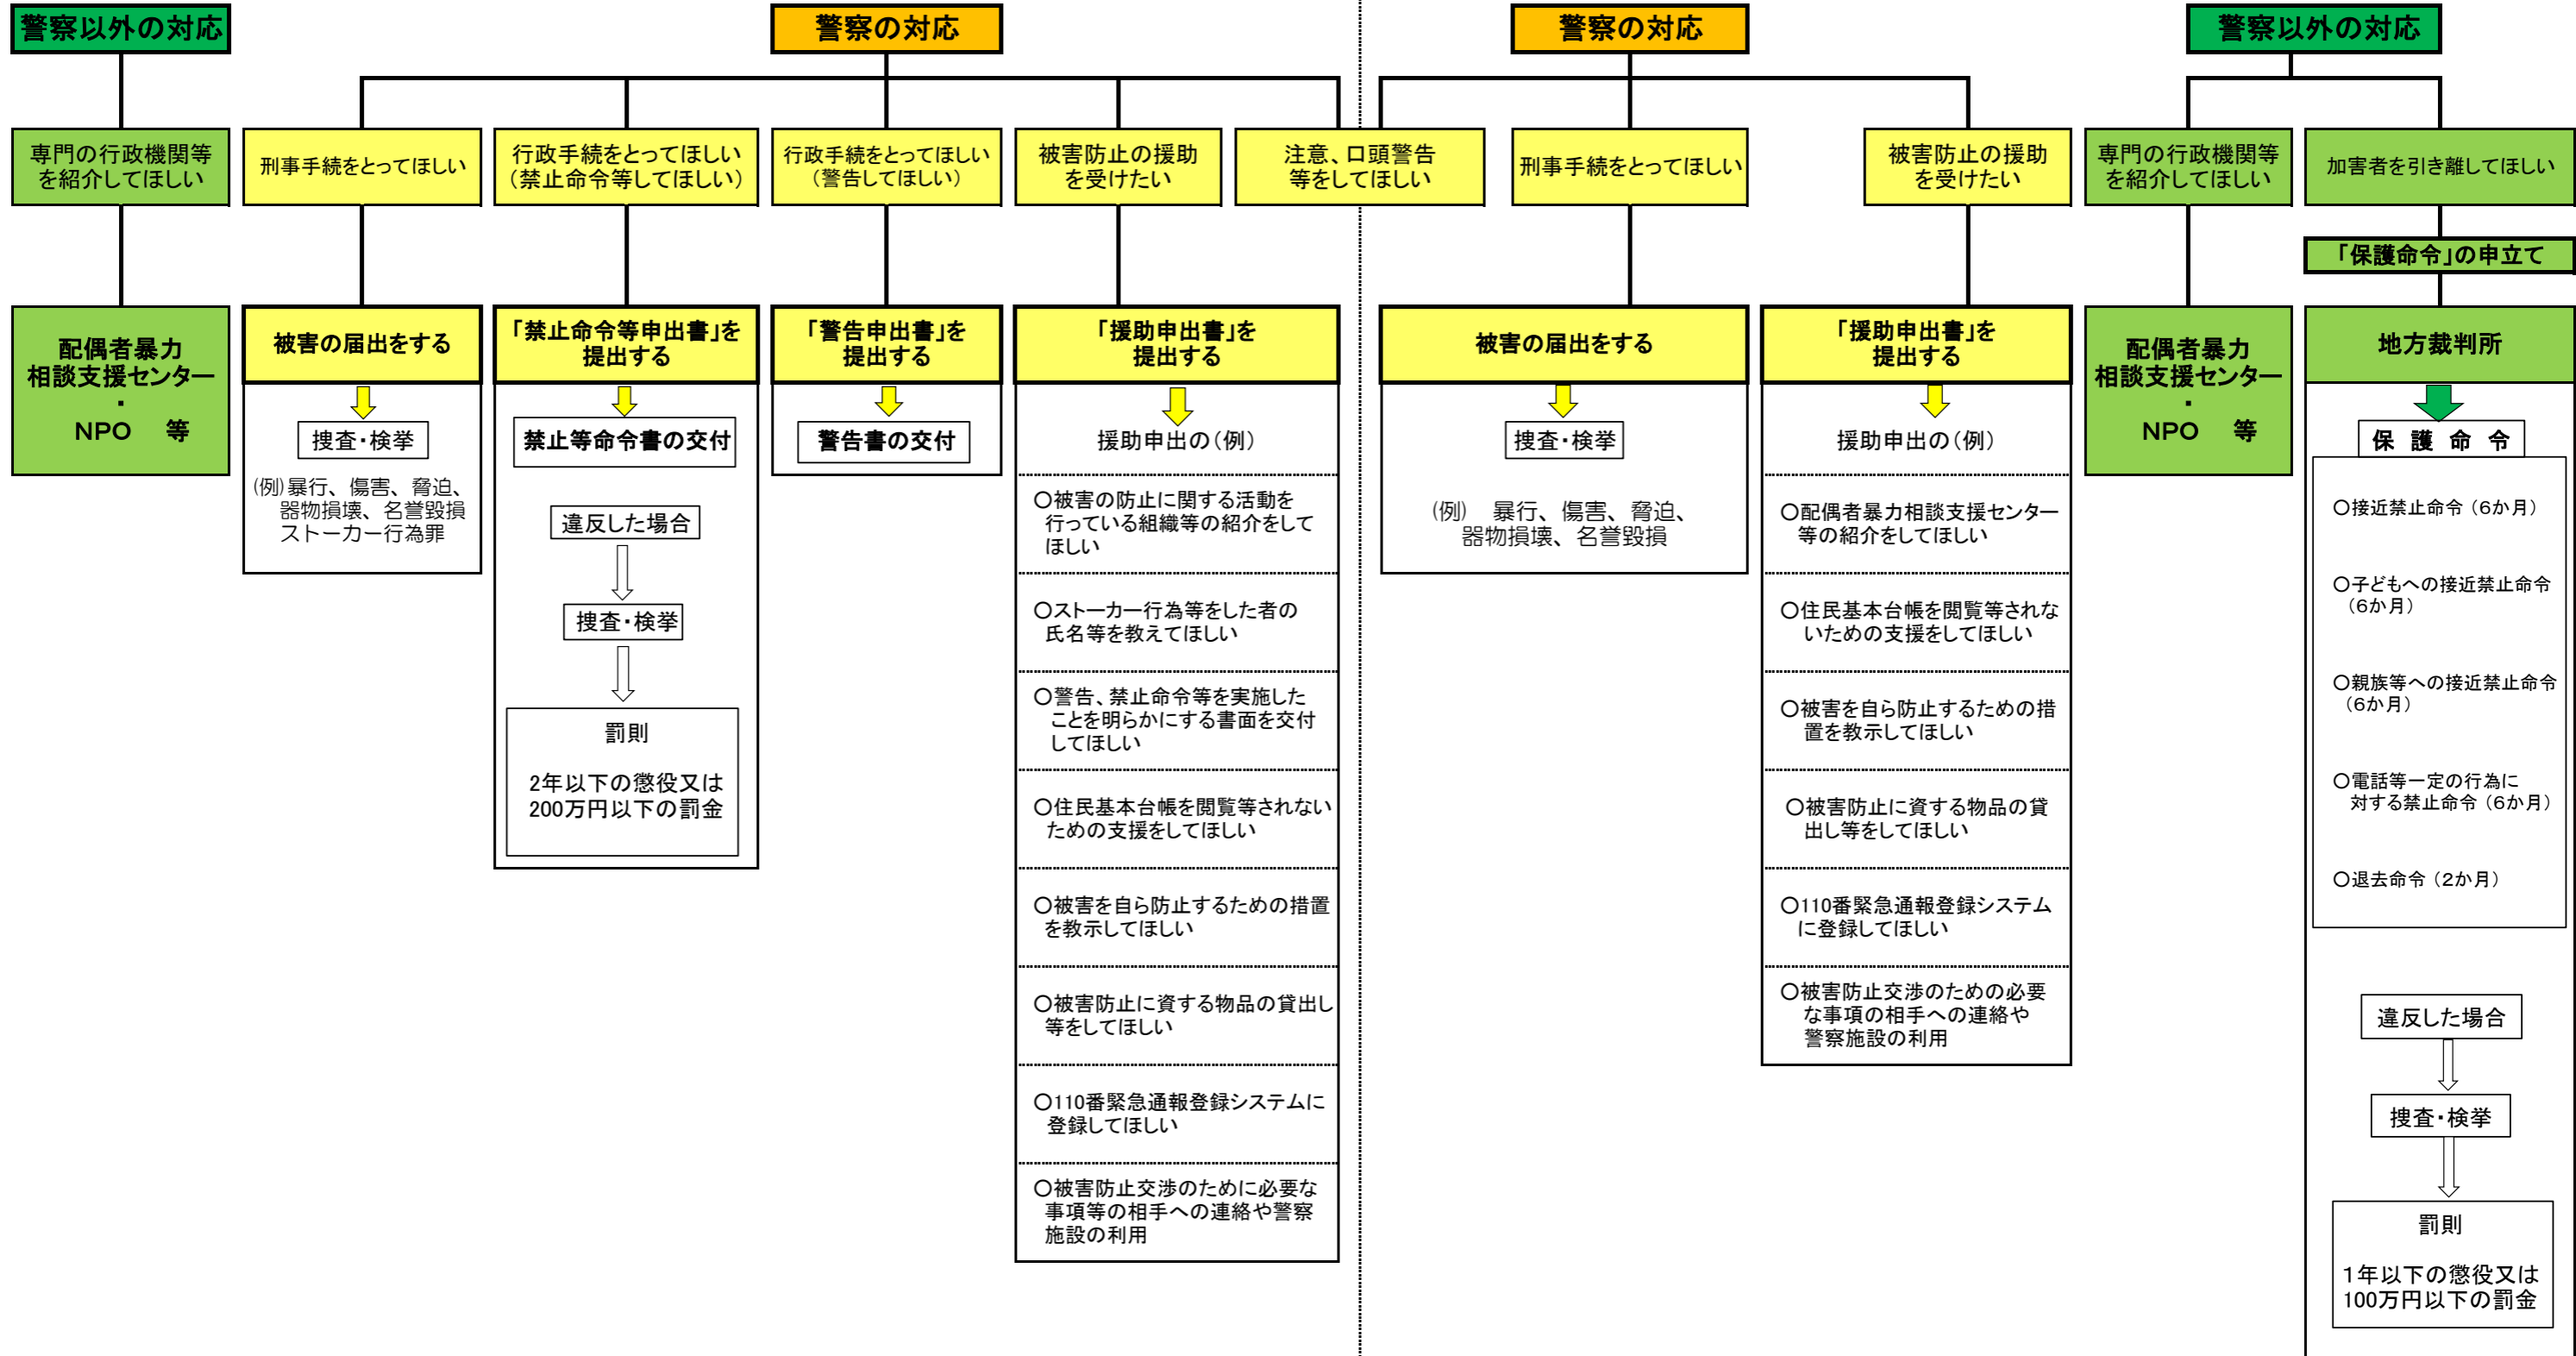 警察以外の対応
警察の対応
警察の対応
警察以外の対応
専門の行政機関等
を紹介してほしい
刑事手続をとってほしい
行政手続をとってほしい
（禁止命令等してほしい）
行政手続をとってほしい
（警告してほしい）
被害防止の援助
を受けたい
注意、口頭警告
等をしてほしい
刑事手続をとってほしい
被害防止の援助
を受けたい
専門の行政機関等
を紹介してほしい
加害者を引き離してほしい
「保護命令」の申立て
配偶者暴力
相談支援センター
・
NPO　等
被害の届出をする
捜査・検挙
(例)暴行、傷害、脅迫、
器物損壊、名誉毀損
ストーカー行為罪
「禁止命令等申出書」を
提出する
禁止等命令書の交付
違反した場合
捜査・検挙
罰則
2年以下の懲役又は
200万円以下の罰金
「警告申出書」を
提出する
警告書の交付
「援助申出書」を
提出する
援助申出の（例）
○被害の防止に関する活動を
行っている組織等の紹介をして
ほしい
○ストーカー行為等をした者の
氏名等を教えてほしい
○警告、禁止命令等を実施した
ことを明らかにする書面を交付
してほしい
○住民基本台帳を閲覧等されない
ための支援をしてほしい
○被害を自ら防止するための措置
を教示してほしい
○被害防止に資する物品の貸出し
等をしてほしい
○110番緊急通報登録システムに
登録してほしい
○被害防止交渉のために必要な
事項等の相手への連絡や警察
施設の利用
被害の届出をする
捜査・検挙
(例)　暴行、傷害、脅迫、
器物損壊、名誉毀損
「援助申出書」を
提出する
援助申出の（例）
○配偶者暴力相談支援センター
等の紹介をしてほしい
○住民基本台帳を閲覧等されな
いための支援をしてほしい
○被害を自ら防止するための措
置を教示してほしい
○被害防止に資する物品の貸
出し等をしてほしい
○110番緊急通報登録システム
に登録してほしい
○被害防止交渉のための必要
な事項の相手への連絡や
警察施設の利用
配偶者暴力
相談支援センター
・
NPO　等
地方裁判所
保 護 命 令
○接近禁止命令（6か月）
○子どもへの接近禁止命令
（6か月）
○親族等への接近禁止命令
（6か月）
○電話等一定の行為に
対する禁止命令（6か月）
○退去命令（2か月）
違反した場合
捜査・検挙
罰則
1年以下の懲役又は
100万円以下の罰金